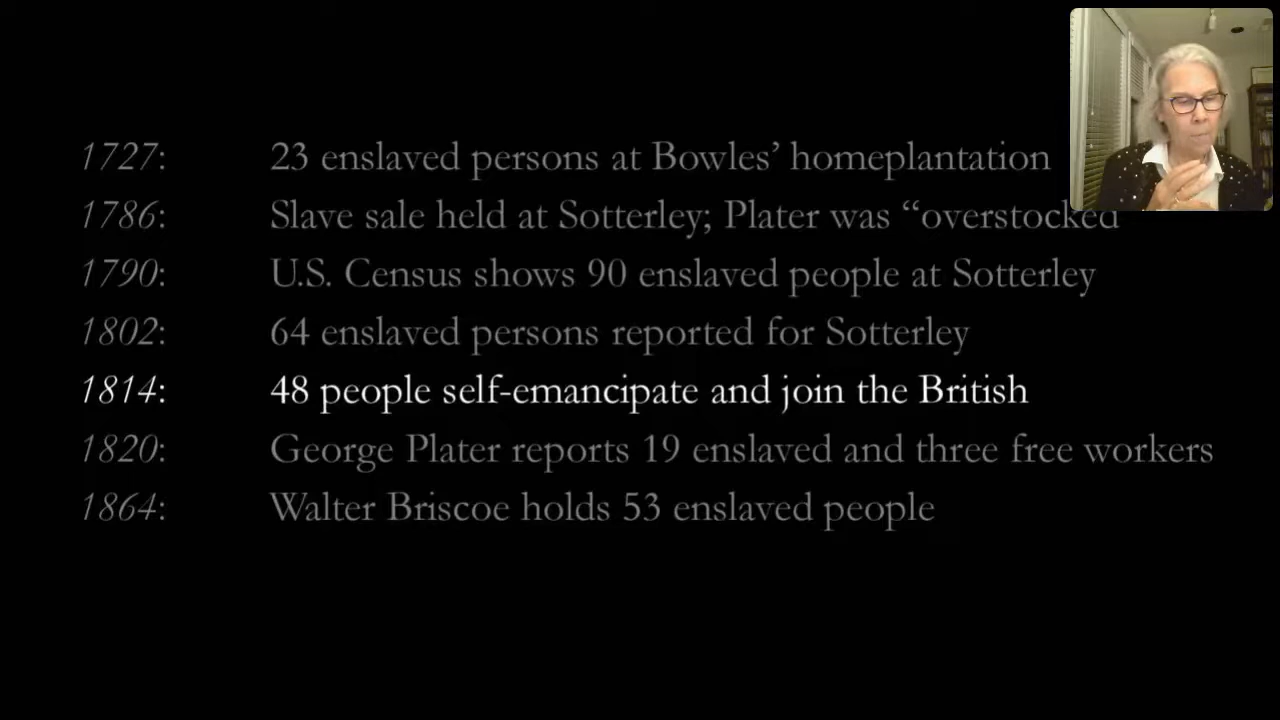 1727: 23 enslaved persons at Bowles’ homeplantation
1786: Slave sale held at Sotterley; Plater was “overstocked
1790: U.S. Census shows 90 enslaved people at Sotterley
1802: 64 enslaved persons reported for Sotterley
1814: 48 people self-emancipate and join the British
1820: George Plater reports 19 enslaved and three free workers
1864: Walter Briscoe holds 53 enslaved people